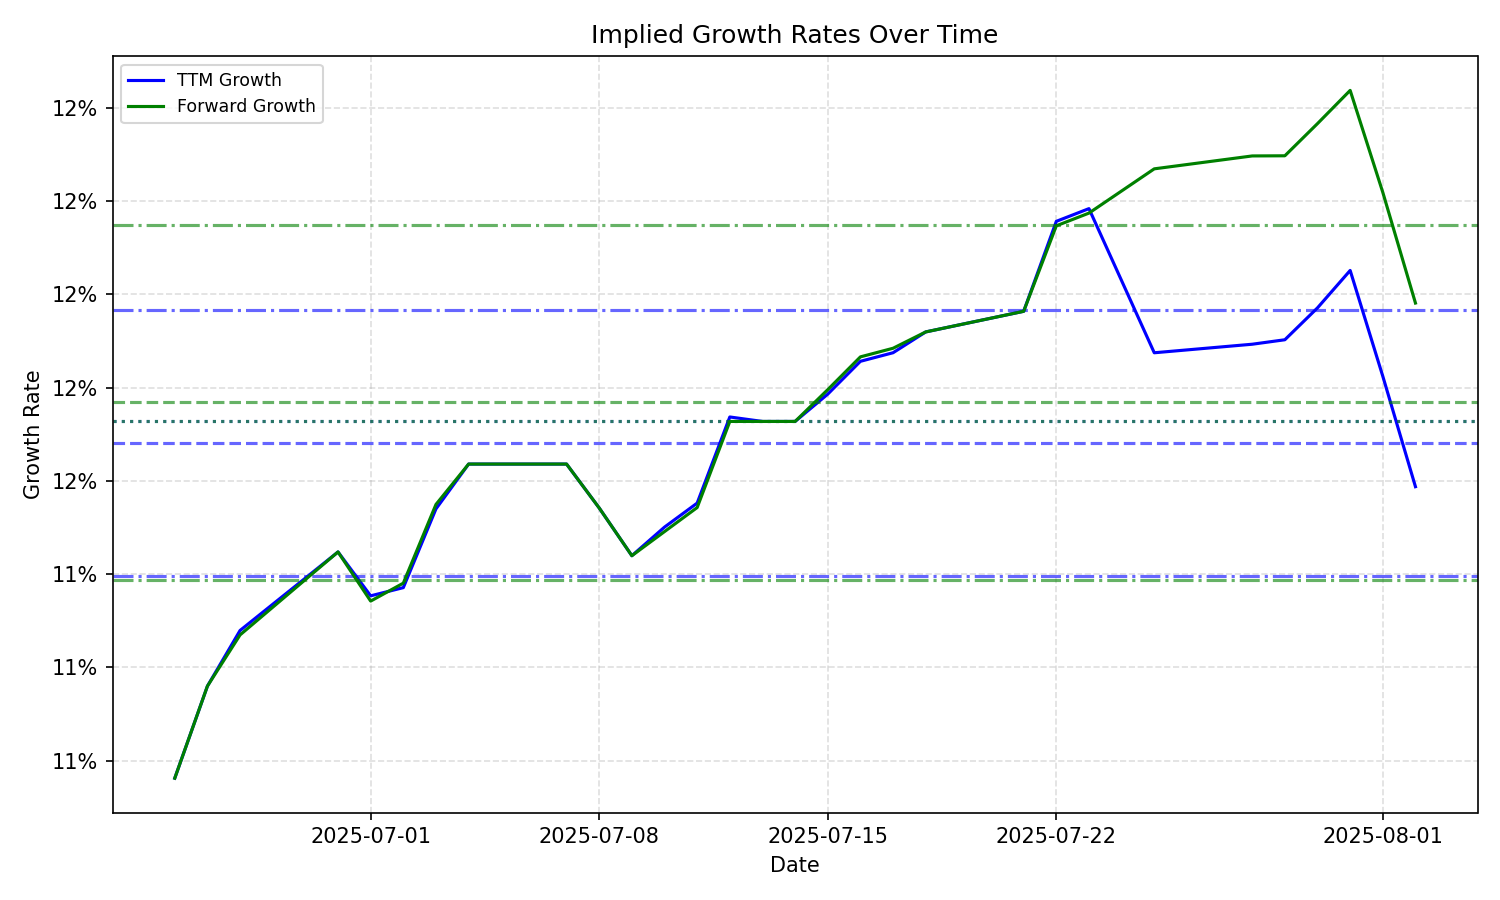 Implied Growth Rates Over Time
TTM Growth
Forward Growth
12%
12%
12%
12%
12%
11%
11%
11%
Growth Rate
2025-07-01
2025-07-08
2025-07-15
2025-07-22
2025-08-01
Date